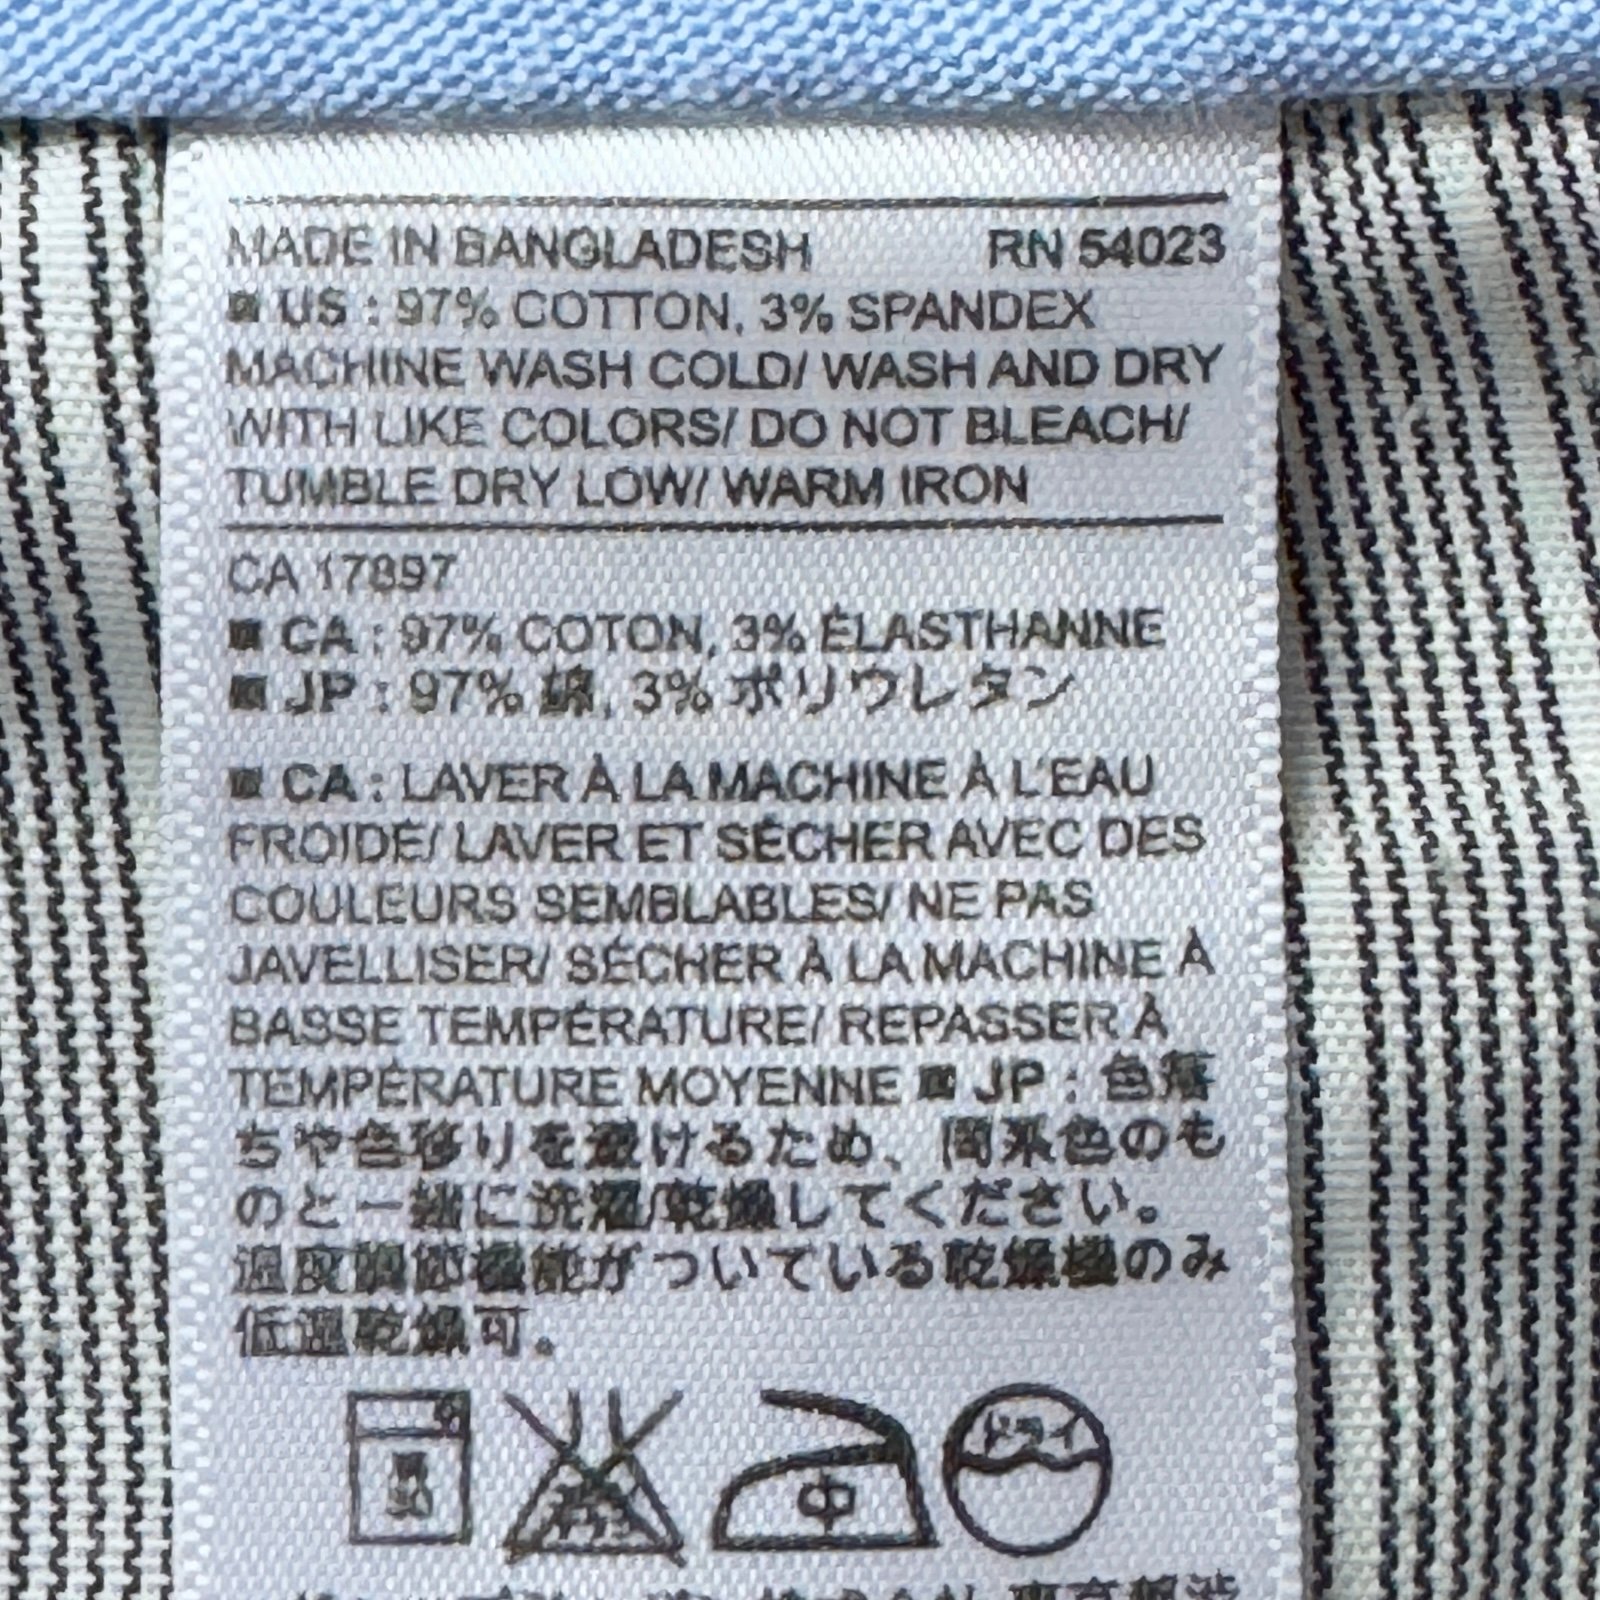 MADE IN BANGLADESH RN 54023
■ US : 97% COTTON, 3% SPANDEX
MACHINE WASH COLD/ WASH AND DRY
WITH LIKE COLORS/ DO NOT BLEACH/
TUMBLE DRY LOW/ WARM IRON
CA 17897
■ CA : 97% COTON, 3% ÉLASTHANNE
■ JP : 97% 綿, 3% ポリウレタン
■ CA : LAVER À LA MACHINE À L'EAU
FROIDE/ LAVER ET SÉCHER AVEC DES
COULEURS SEMBLABLES/ NE PAS
JAVELLISER/ SÉCHER À LA MACHINE À
BASSE TEMPÉRATURE/ REPASSER À
TEMPÉRATURE MOYENNE ■ JP : 色落
ちや色移りを避けるため、同系色のも
のと一緒に洗濯/乾燥してください。
温度調節機能がついている乾燥機のみ
低温乾燥可。
中 ドライ